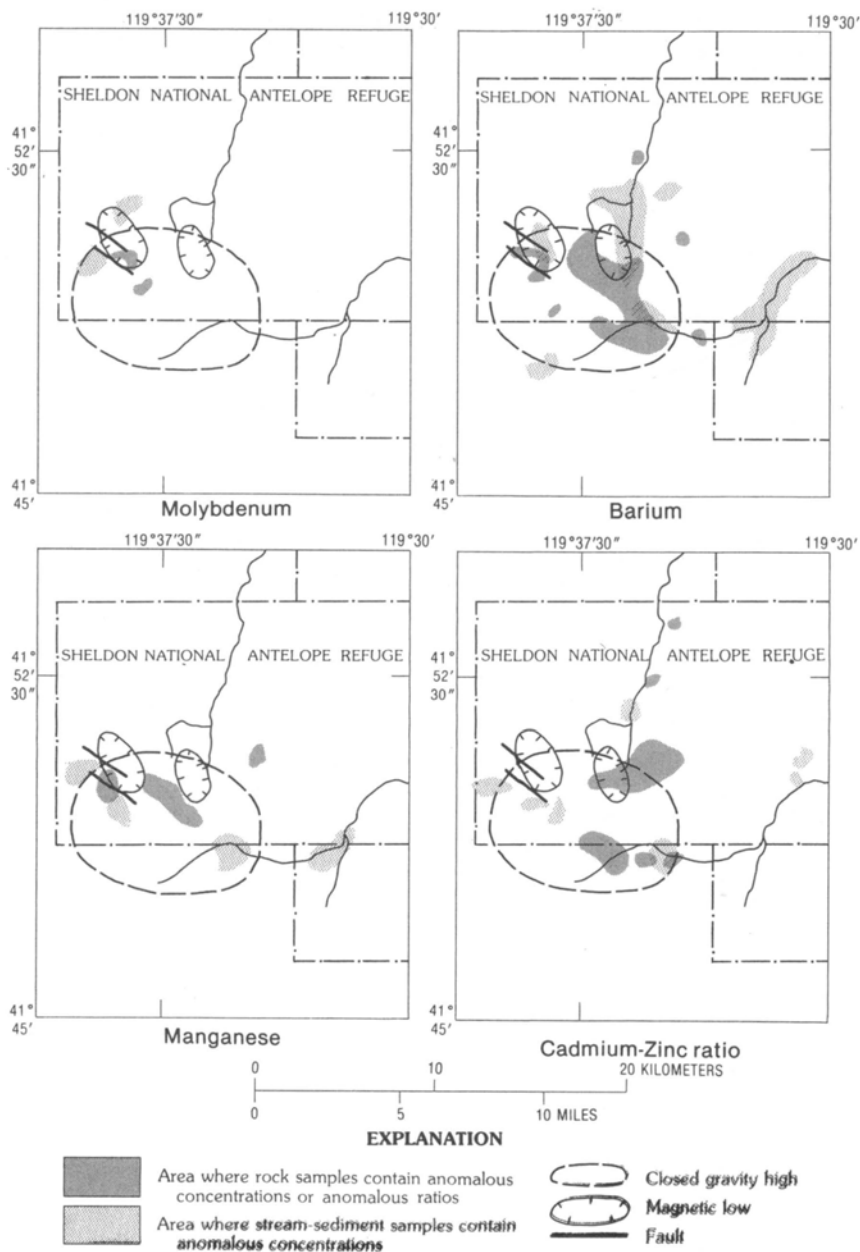 119°37'30" 119°30' 119°37'30" 119°30'
SHELDON NATIONAL ANTELOPE REFUGE SHELDON NATIONAL ANTELOPE REFUGE
41° 41°
52' 52'
30" 30"
41° 41°
45' 45'
Molybdenum Barium
119°37'30" 119°30' 119°37'30" 119°30'
SHELDON NATIONAL ANTELOPE REFUGE SHELDON NATIONAL ANTELOPE REFUGE
41° 41°
52' 52'
30" 30"
41° 41°
45' 45'
Manganese Cadmium-Zinc ratio
0 10 20 KILOMETERS
0 5 10 MILES
EXPLANATION
Area where rock samples contain anomalous
concentrations or anomalous ratios
Area where stream-sediment samples contain
anomalous concentrations
Closed gravity high
Magnetic low
Fault